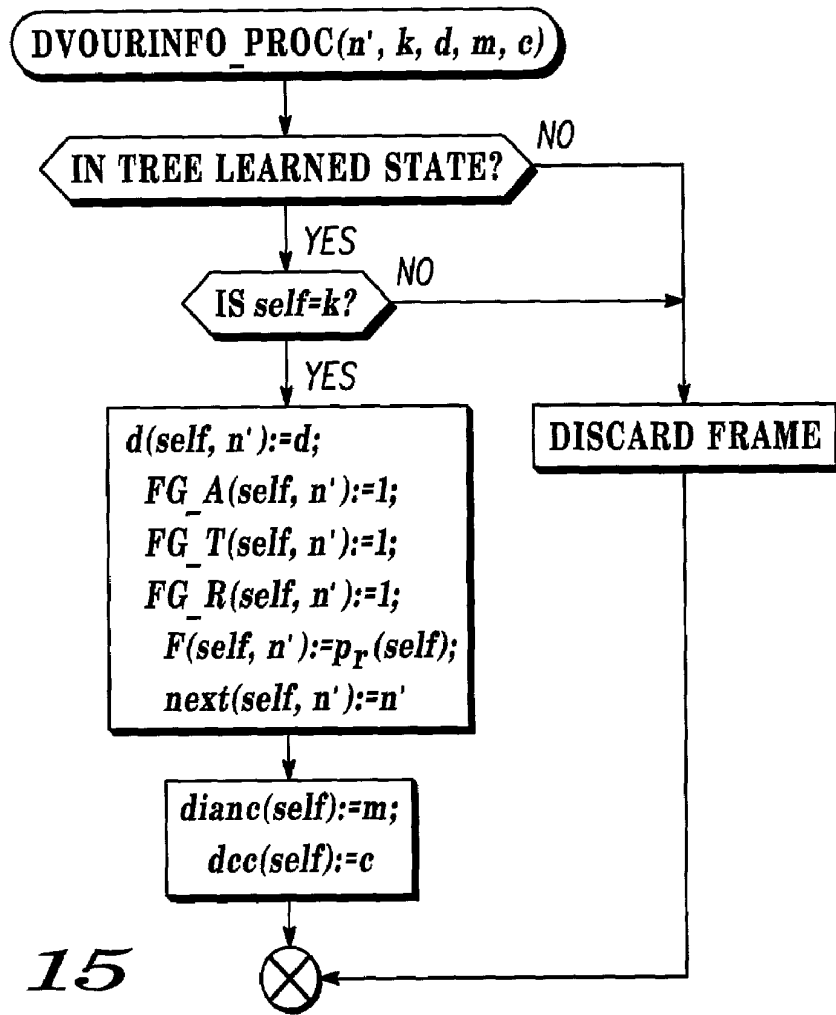 DVOURINFO_PROC(n', k, d, m, c)
IN TREE LEARNED STATE?
NO
YES
IS self=k?
NO
YES
d(self, n'):=d;
FG_A(self, n'):=1;
FG_T(self, n'):=1;
FG_R(self, n'):=1;
F(self, n'):=pr(self);
next(self, n'):=n'
DISCARD FRAME
dianc(self):=m;
dcc(self):=c
15